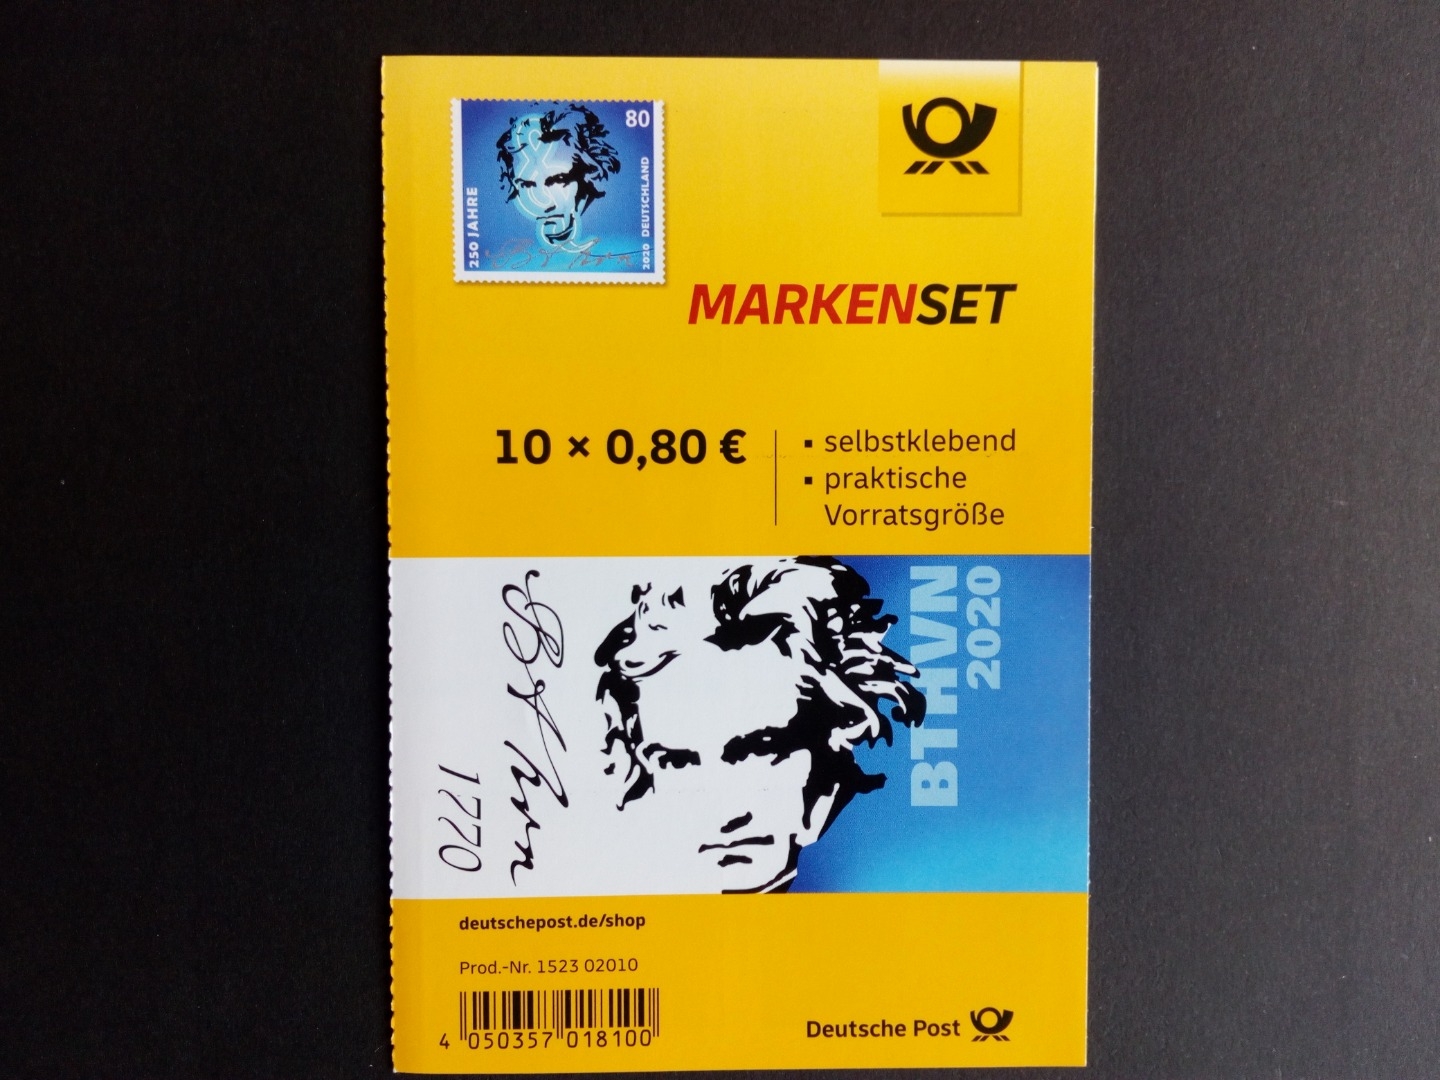 80
250 JAHRE
2020 DEUTSCHLAND
MARKENSET
10 × 0,80 €
▪ selbstklebend
▪ praktische
Vorratsgröße
1770
BTHVN
2020
deutschepost.de/shop
Prod.-Nr. 1523 02010
4 050357 018100
Deutsche Post